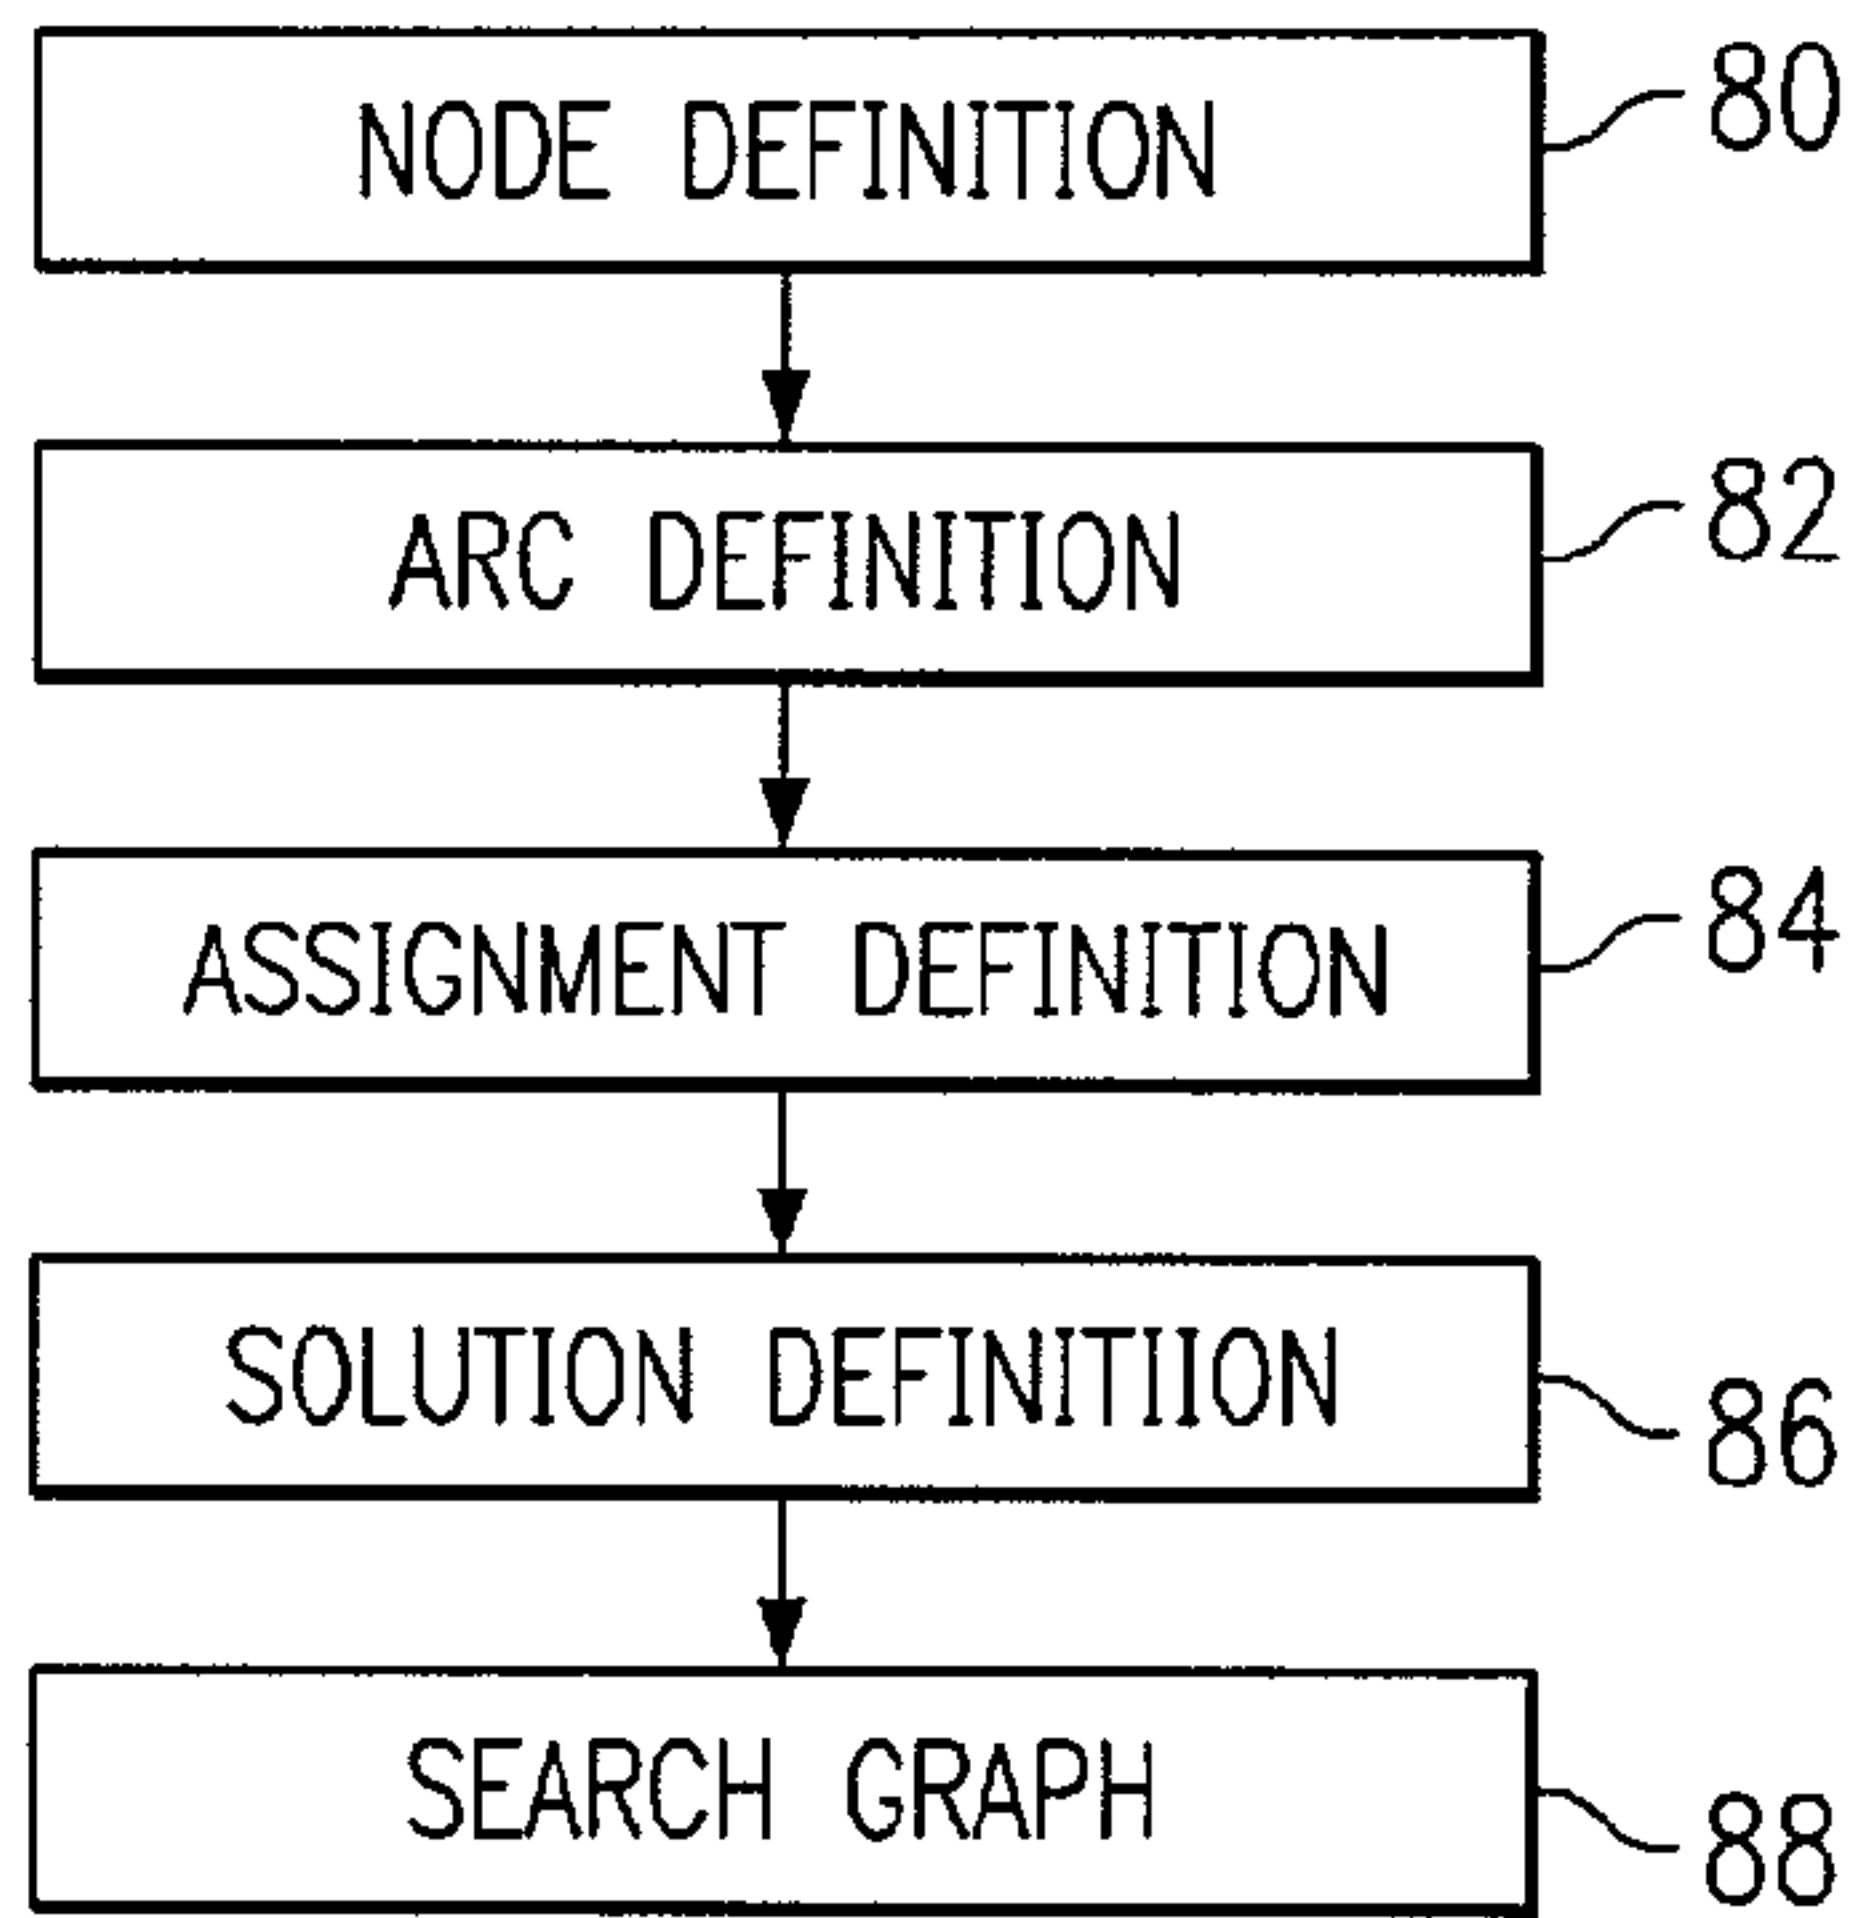 NODE DEFINITION
80
ARC DEFINITION
82
ASSIGNMENT DEFINITION
84
SOLUTION DEFINITIION
86
SEARCH GRAPH
88